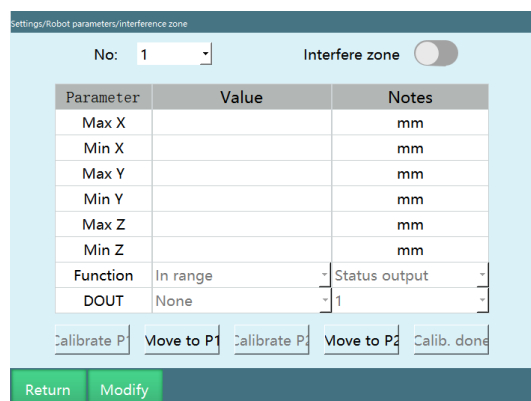 Settings/Robot parameters/interference zone
No: 1 Interfere zone
Parameter Value Notes
Max X mm
Min X mm
Max Y mm
Min Y mm
Max Z mm
Min Z mm
Function In range Status output
DOUT None 1
Calibrate P1 Move to P1 Calibrate P2 Move to P2 Calib. done
Return Modify